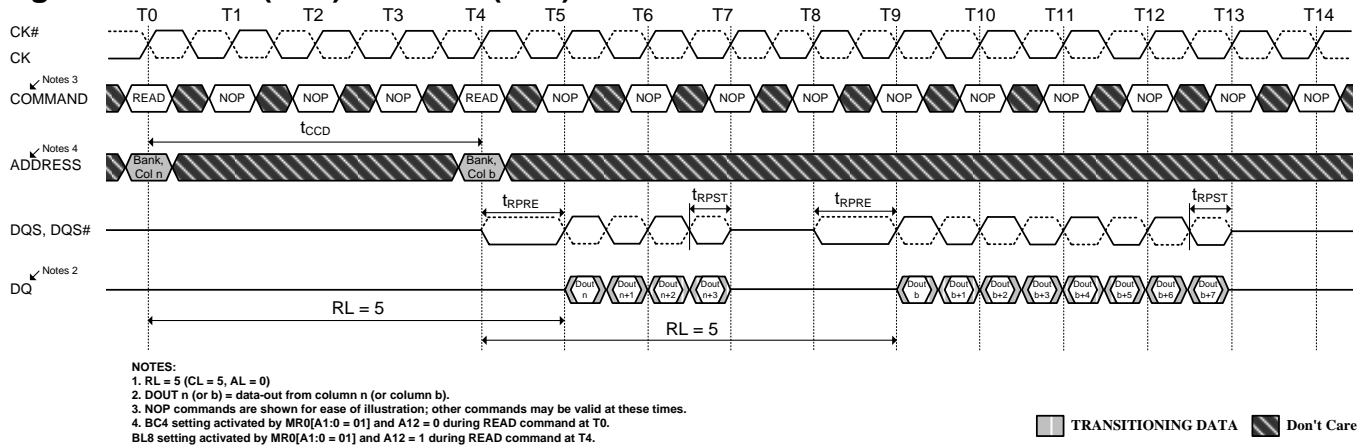 T0 T1 T2 T3 T4 T5 T6 T7 T8 T9 T10 T11 T12 T13 T14
CK#
CK
Notes 3
COMMAND
READ NOP NOP NOP READ NOP NOP NOP NOP NOP NOP NOP NOP NOP NOP
tCCD
Notes 4
ADDRESS
Bank, Col n
Bank, Col b
tRPRE tRPST tRPRE tRPST
DQS, DQS#
Notes 2
DQ
Dout n
Dout n+1
Dout n+2
Dout n+3
Dout b
Dout b+1
Dout b+2
Dout b+3
Dout b+4
Dout b+5
Dout b+6
Dout b+7
RL = 5
RL = 5
NOTES:
1. RL = 5 (CL = 5, AL = 0)
2. DOUT n (or b) = data-out from column n (or column b).
3. NOP commands are shown for ease of illustration; other commands may be valid at these times.
4. BC4 setting activated by MR0[A1:0 = 01] and A12 = 0 during READ command at T0.
BL8 setting activated by MR0[A1:0 = 01] and A12 = 1 during READ command at T4.
TRANSITIONING DATA
Don't Care